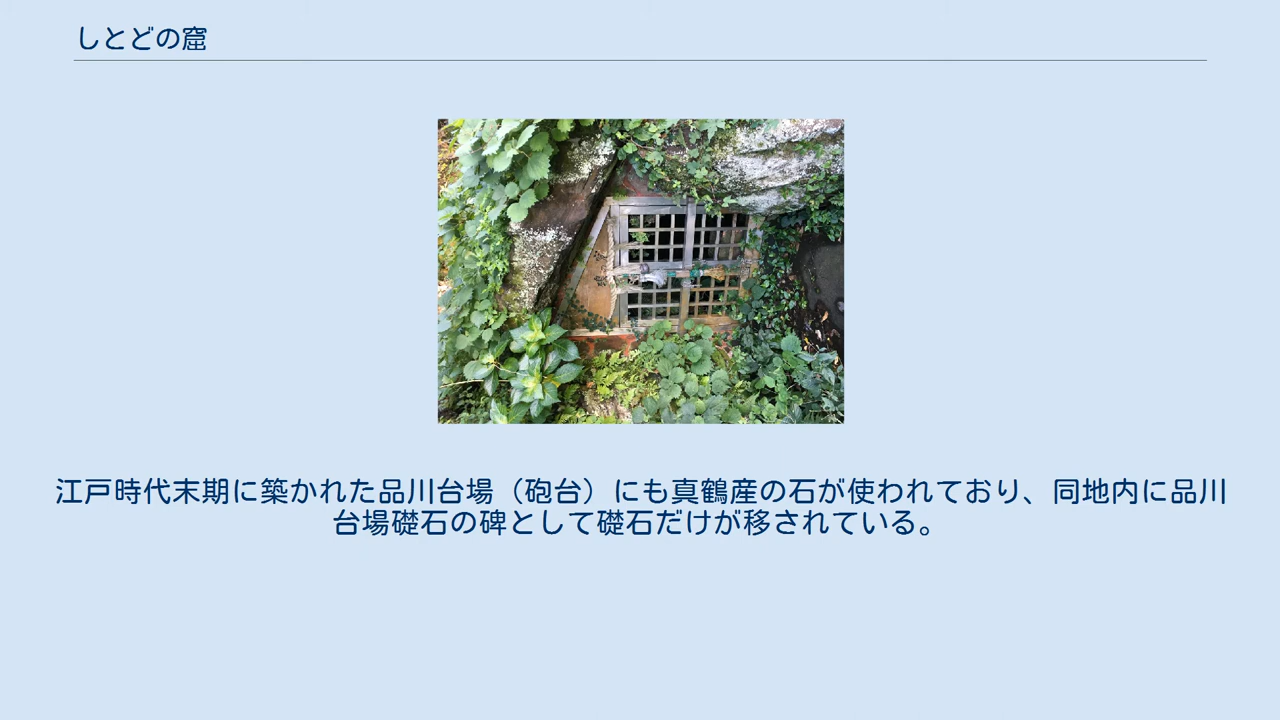 しとどの窟
江戸時代末期に築かれた品川台場（砲台）にも真鶴産の石が使われており、同地内に品川
台場礎石の碑として礎石だけが移されている。